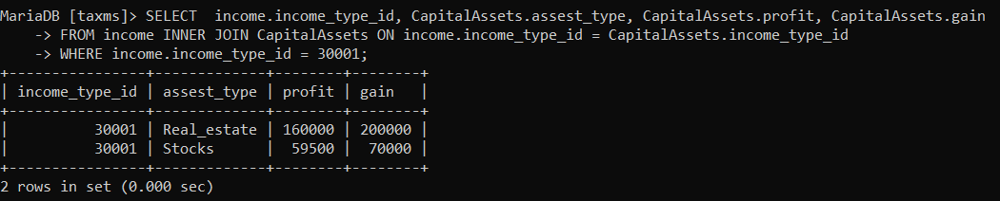 MariaDB [taxms]> SELECT  income.income_type_id, CapitalAssets.assest_type, CapitalAssets.profit, CapitalAssets.gain
    -> FROM income INNER JOIN CapitalAssets ON income.income_type_id = CapitalAssets.income_type_id
    -> WHERE income.income_type_id = 30001;
+----------------+-------------+--------+--------+
| income_type_id | assest_type | profit | gain   |
+----------------+-------------+--------+--------+
|          30001 | Real_estate | 160000 | 200000 |
|          30001 | Stocks      |  59500 |  70000 |
+----------------+-------------+--------+--------+
2 rows in set (0.000 sec)